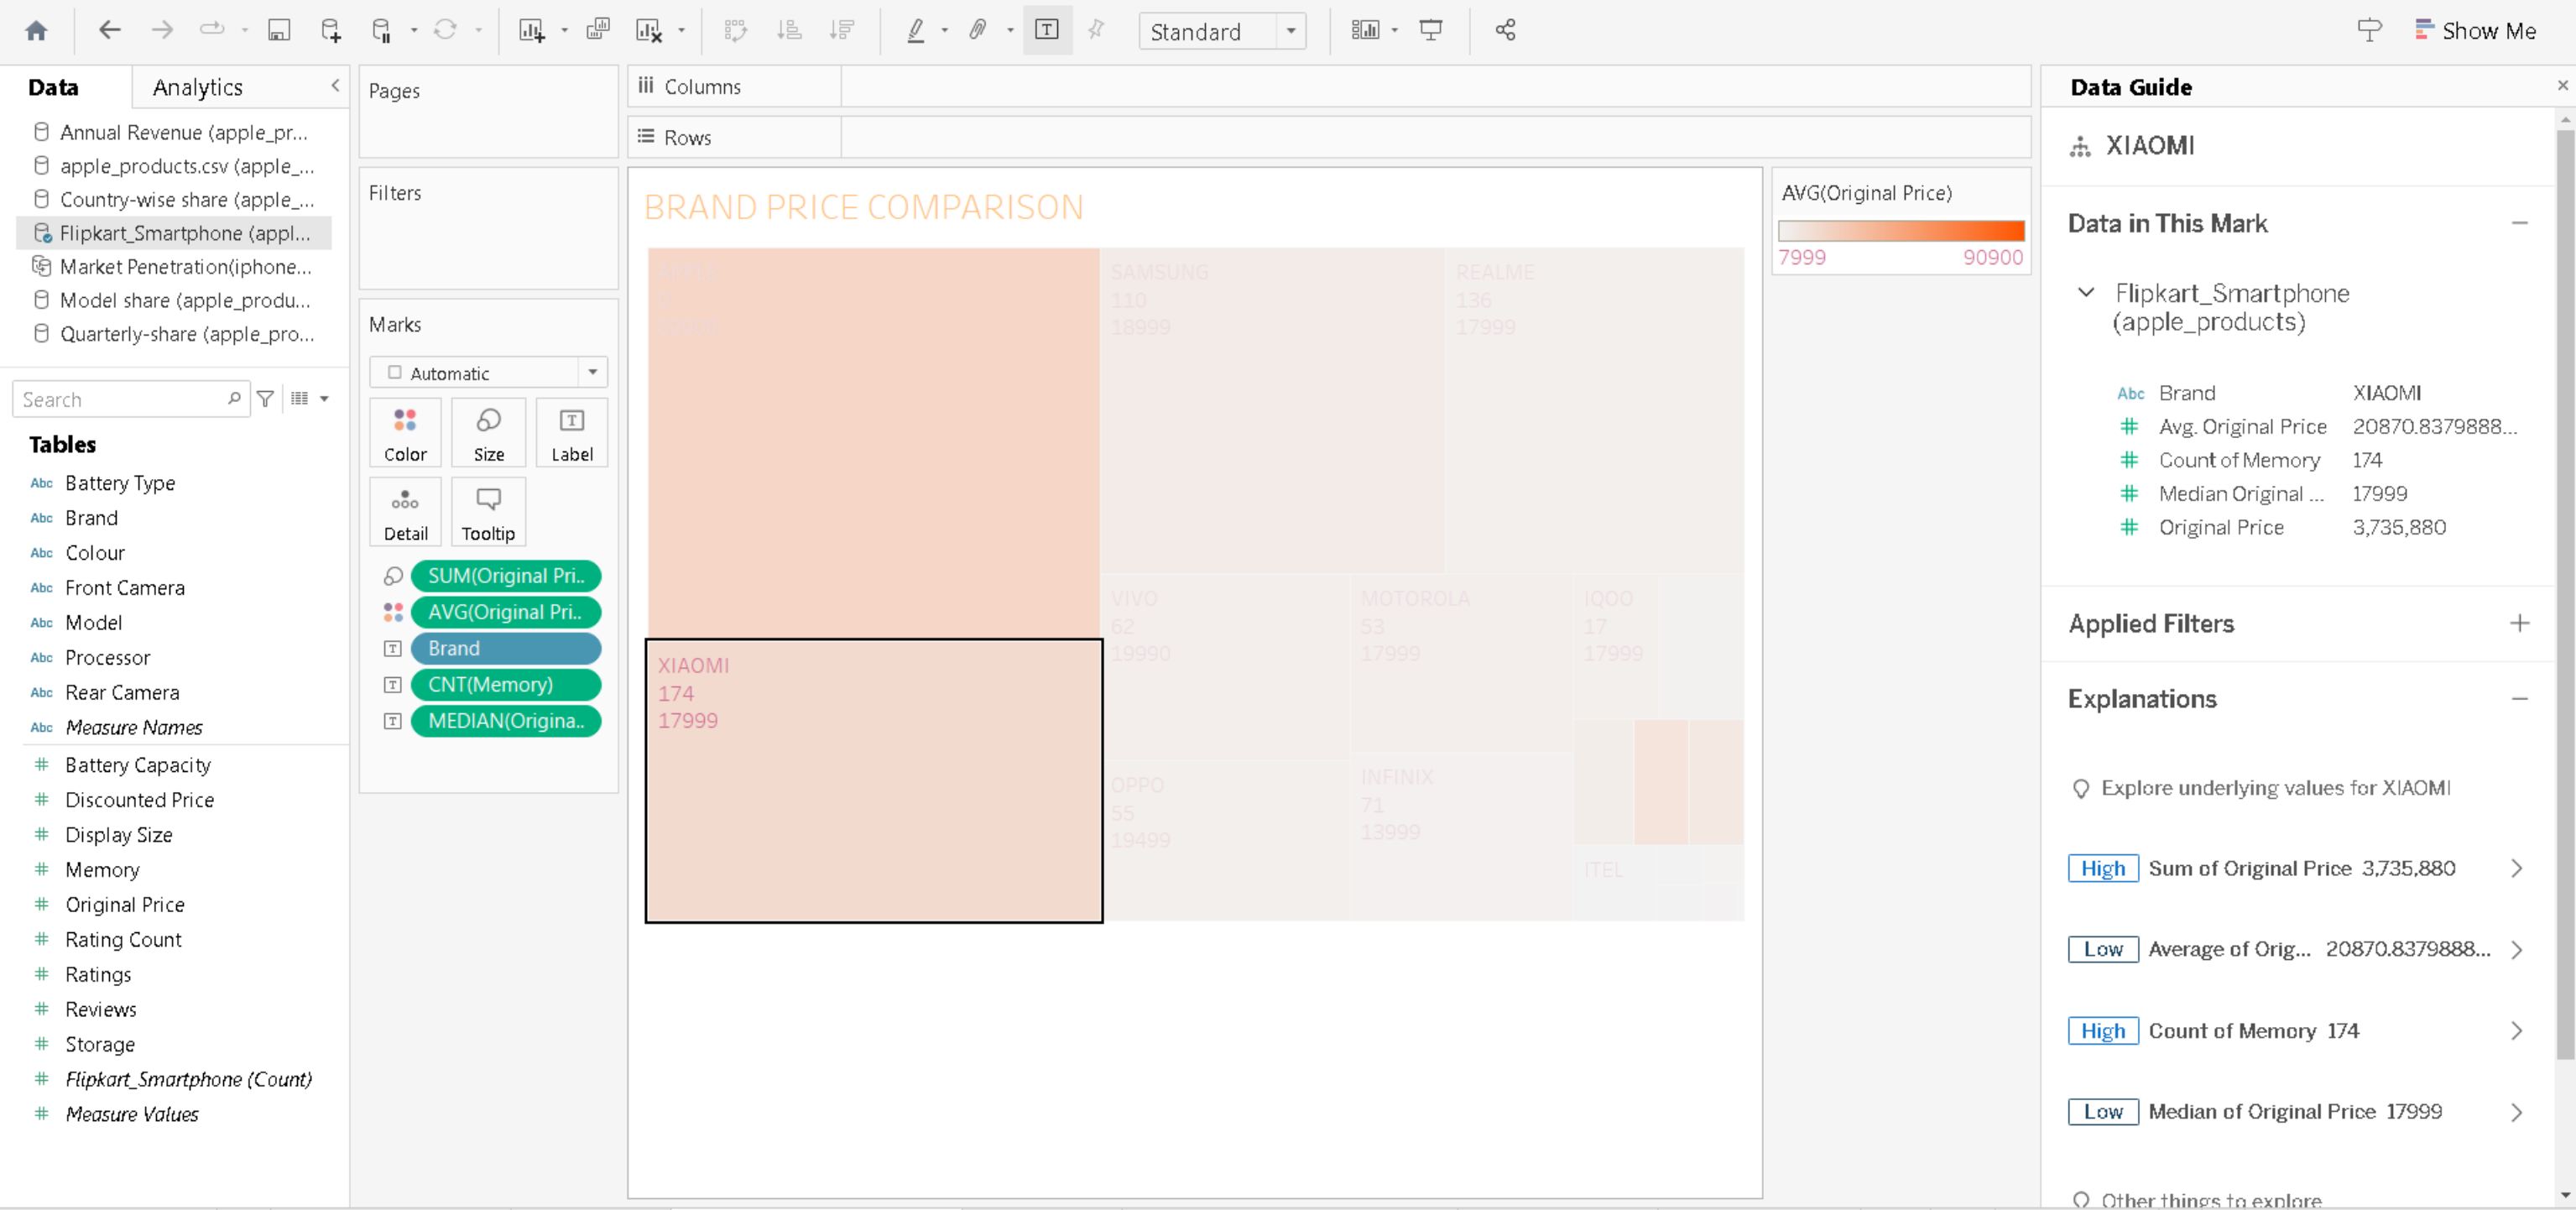 Standard
Show Me
Data
Analytics
Annual Revenue (apple_pr...
apple_products.csv (apple_...
Country-wise share (apple_...
Flipkart_Smartphone (appl...
Market Penetration(iphone...
Model share (apple_produ...
Quarterly-share (apple_pro...
Search
Tables
Abc Battery Type
Abc Brand
Abc Colour
Abc Front Camera
Abc Model
Abc Processor
Abc Rear Camera
Abc Measure Names
# Battery Capacity
# Discounted Price
# Display Size
# Memory
# Original Price
# Rating Count
# Ratings
# Reviews
# Storage
# Flipkart_Smartphone (Count)
# Measure Values
Pages
Filters
Marks
Automatic
Color
Size
Label
Detail
Tooltip
SUM(Original Pri..
AVG(Original Pri..
Brand
CNT(Memory)
MEDIAN(Origina..
Columns
Rows
BRAND PRICE COMPARISON
SAMSUNG
110
18999
REALME
136
17999
XIAOMI
174
17999
VIVO
62
19990
MOTOROLA
53
17999
IQOO
17
17999
OPPO
55
19499
INFINIX
71
13999
ITEL
AVG(Original Price)
7999 90900
Data Guide
XIAOMI
Data in This Mark
Flipkart_Smartphone
(apple_products)
Abc Brand XIAOMI
# Avg. Original Price 20870.8379888...
# Count of Memory 174
# Median Original ... 17999
# Original Price 3,735,880
Applied Filters
Explanations
Explore underlying values for XIAOMI
High Sum of Original Price 3,735,880
Low Average of Orig... 20870.8379888...
High Count of Memory 174
Low Median of Original Price 17999
Other things to explore